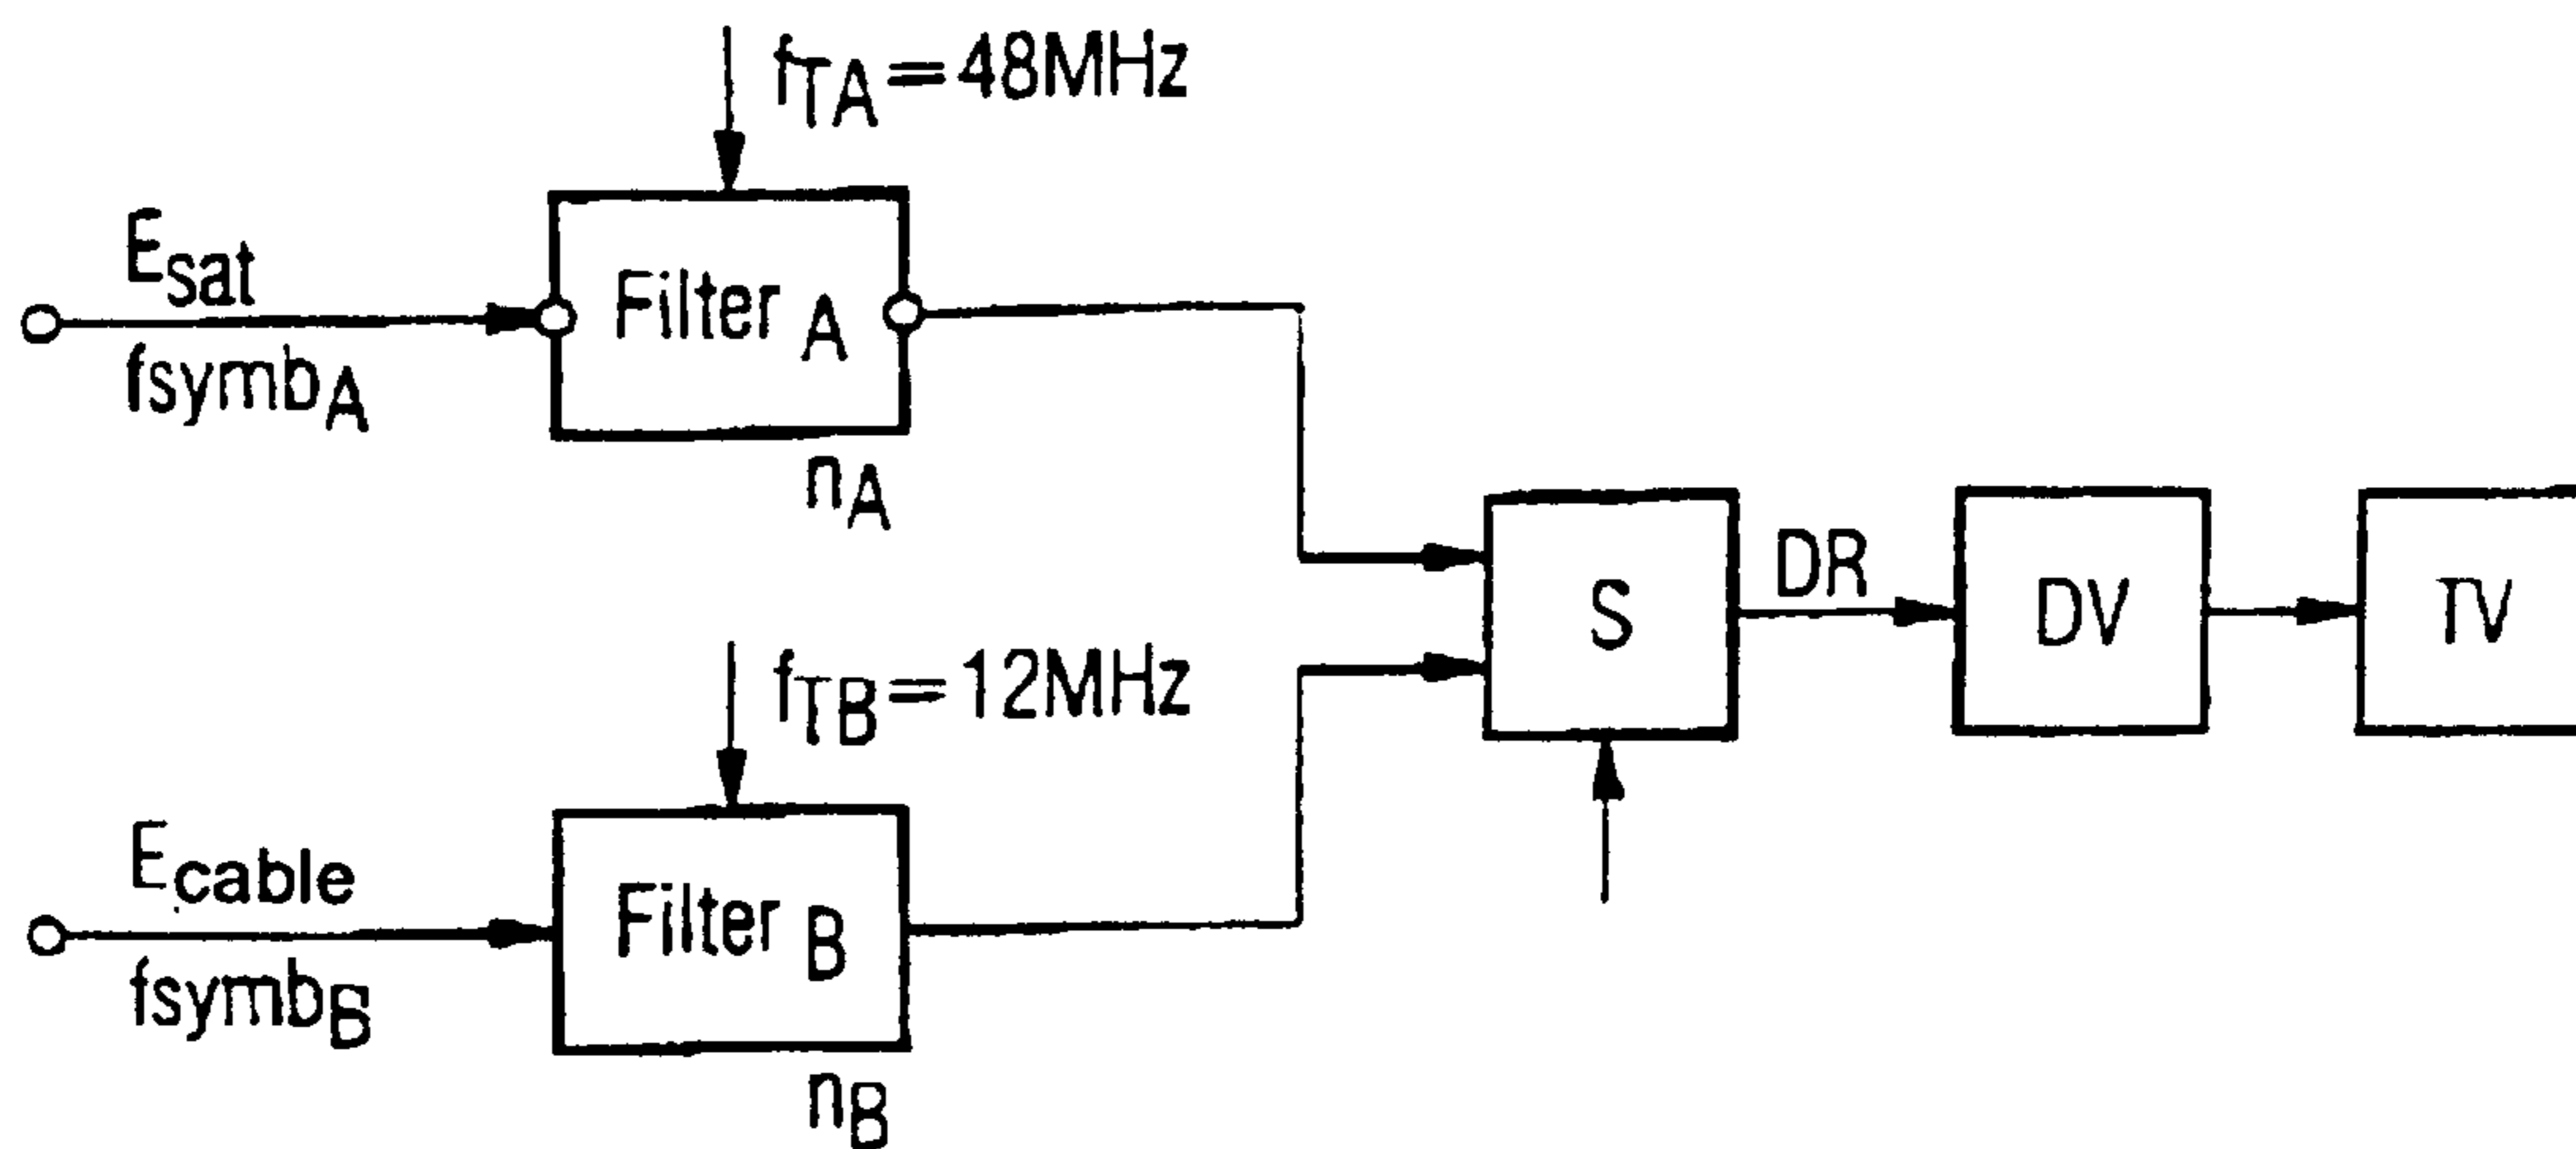 fTA = 48MHz
Esat
fsymbA
Filter A
nA
S
DR
DV
TV
fTB = 12MHz
Ecable
fsymbB
Filter B
nB